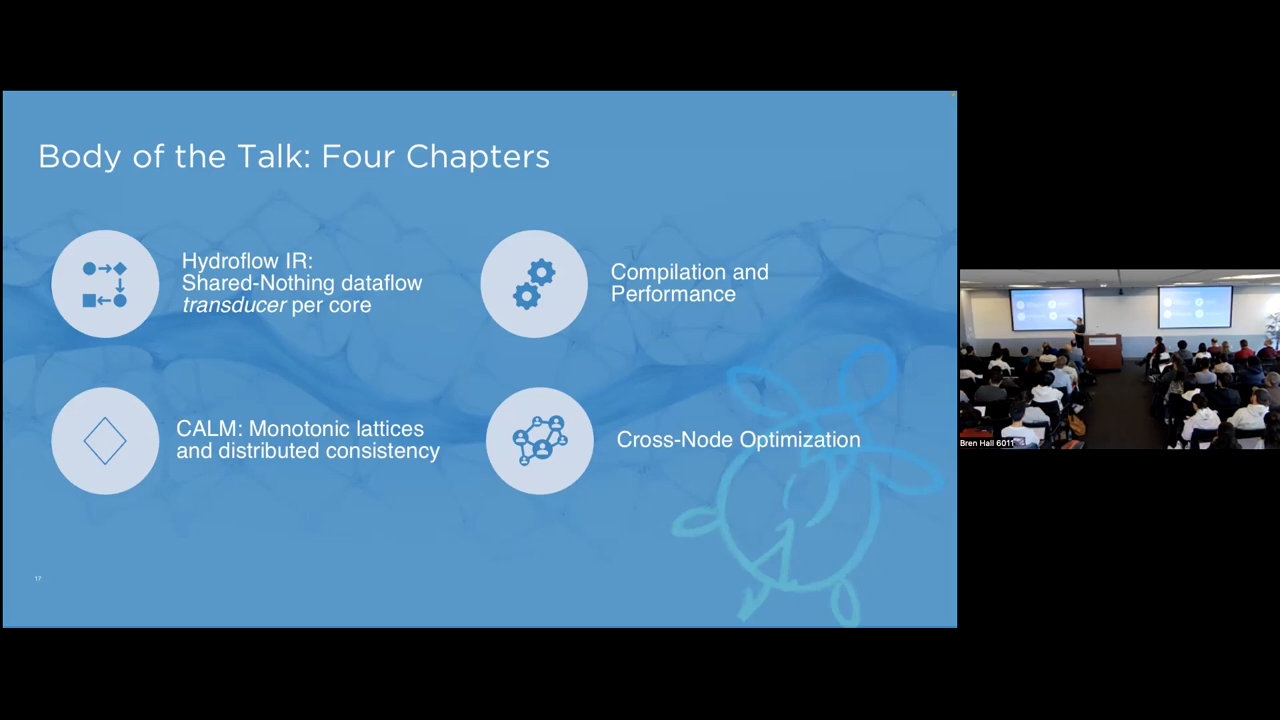 Body of the Talk: Four Chapters
Hydroflow IR:
Shared-Nothing dataflow
transducer per core
Compilation and
Performance
CALM: Monotonic lattices
and distributed consistency
Cross-Node Optimization
17
Bren Hall 6011